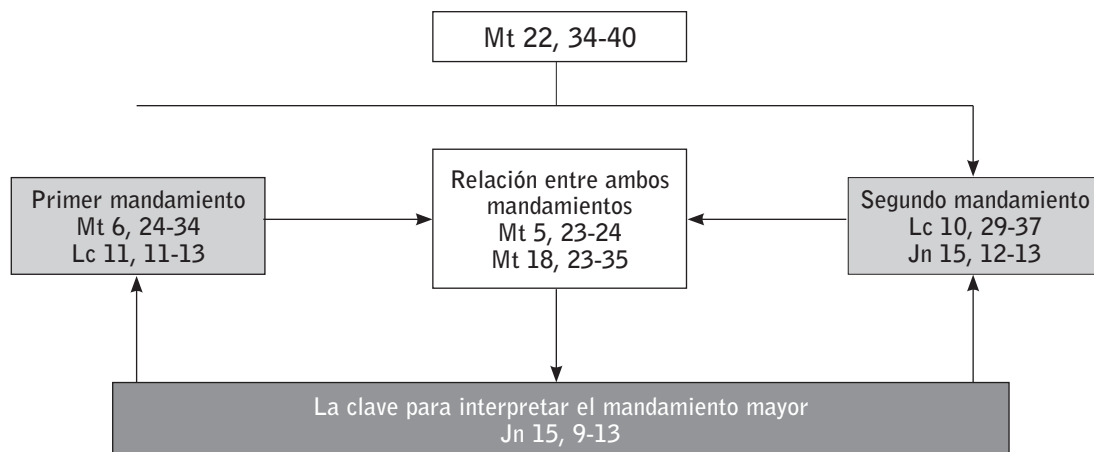 Mt 22, 34-40
Primer mandamiento
Mt 6, 24-34
Lc 11, 11-13
Relación entre ambos
mandamientos
Mt 5, 23-24
Mt 18, 23-35
Segundo mandamiento
Lc 10, 29-37
Jn 15, 12-13
La clave para interpretar el mandamiento mayor
Jn 15, 9-13